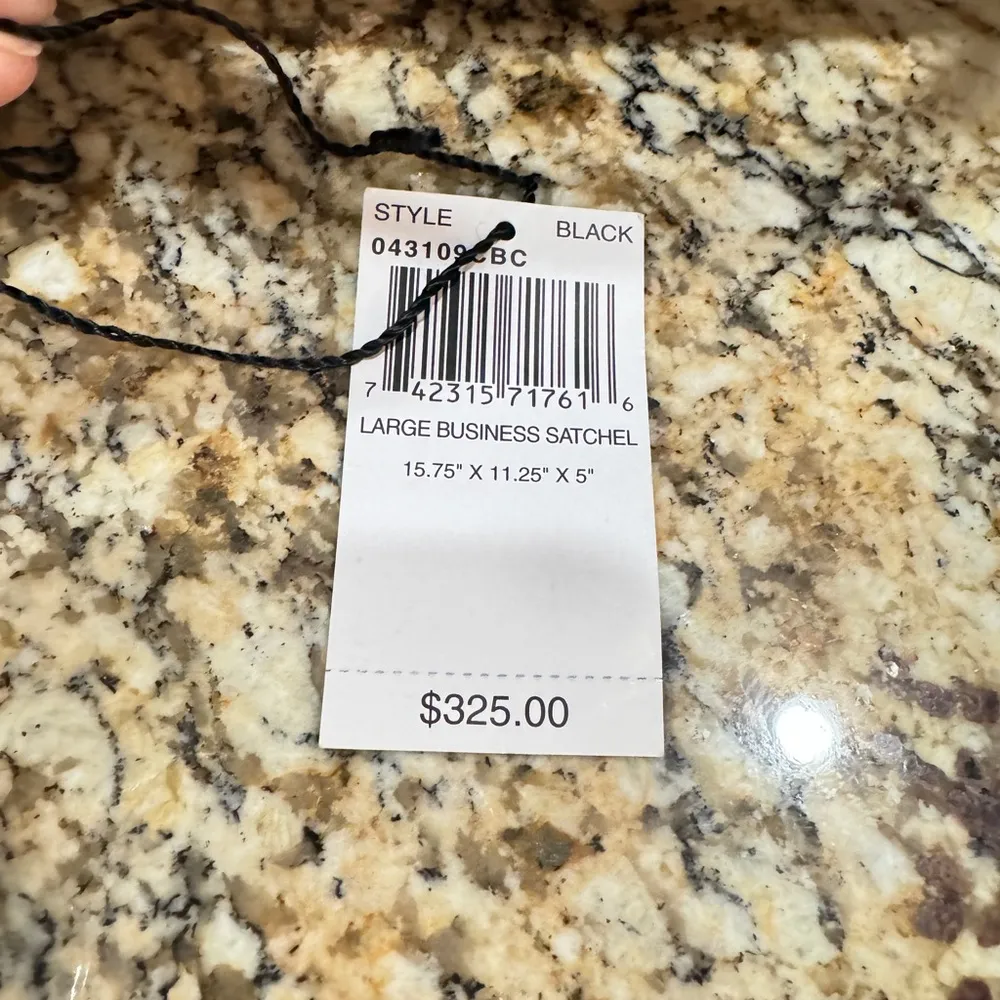 STYLE BLACK
043109CBC
7 42315 71761 6
LARGE BUSINESS SATCHEL
15.75" X 11.25" X 5"
$325.00